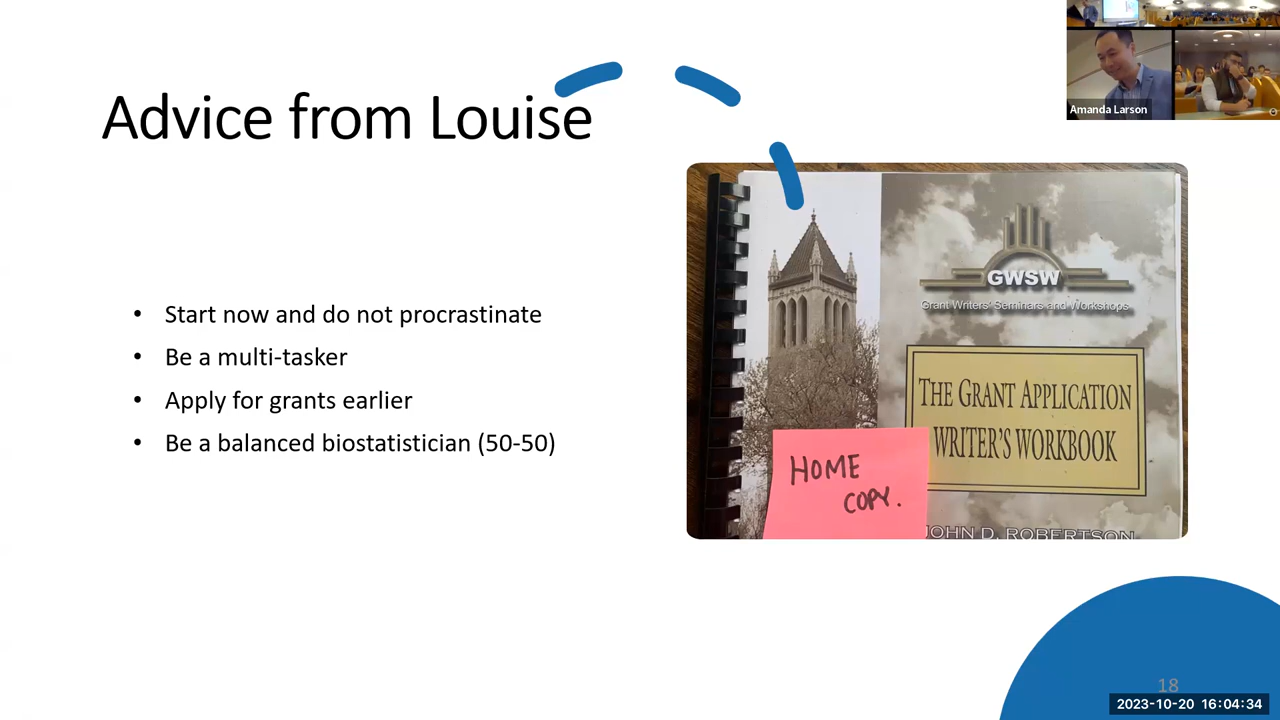 Advice from Louise
Amanda Larson
• Start now and do not procrastinate
• Be a multi-tasker
• Apply for grants earlier
• Be a balanced biostatistician (50-50)
GWSW
Grant Writers' Seminars and Workshops
THE GRANT APPLICATION
WRITER'S WORKBOOK
HOME
COPY.
JOHN D. ROBERTSON
18
2023-10-20 16:04:34